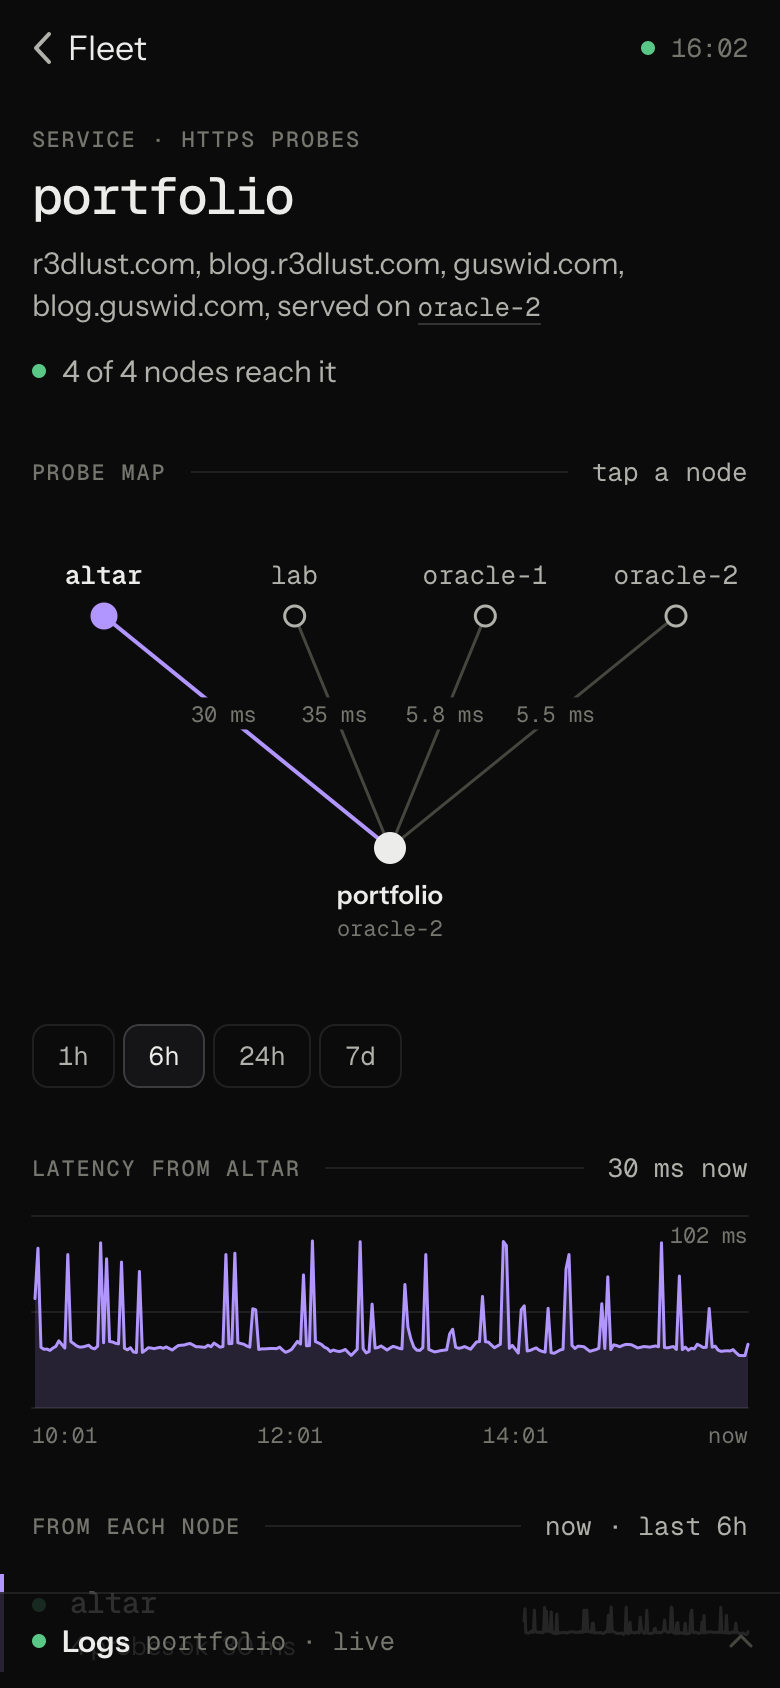 Fleet
16:02
SERVICE · HTTPS PROBES
portfolio
r3dlust.com, blog.r3dlust.com, guswid.com,
blog.guswid.com, served on oracle-2
4 of 4 nodes reach it
PROBE MAP
tap a node
altar lab oracle-1 oracle-2
30 ms 35 ms 5.8 ms 5.5 ms
portfolio
oracle-2
1h 6h 24h 7d
LATENCY FROM ALTAR
30 ms now
102 ms
10:01 12:01 14:01 now
FROM EACH NODE
now · last 6h
altar
Logs portfolio · live